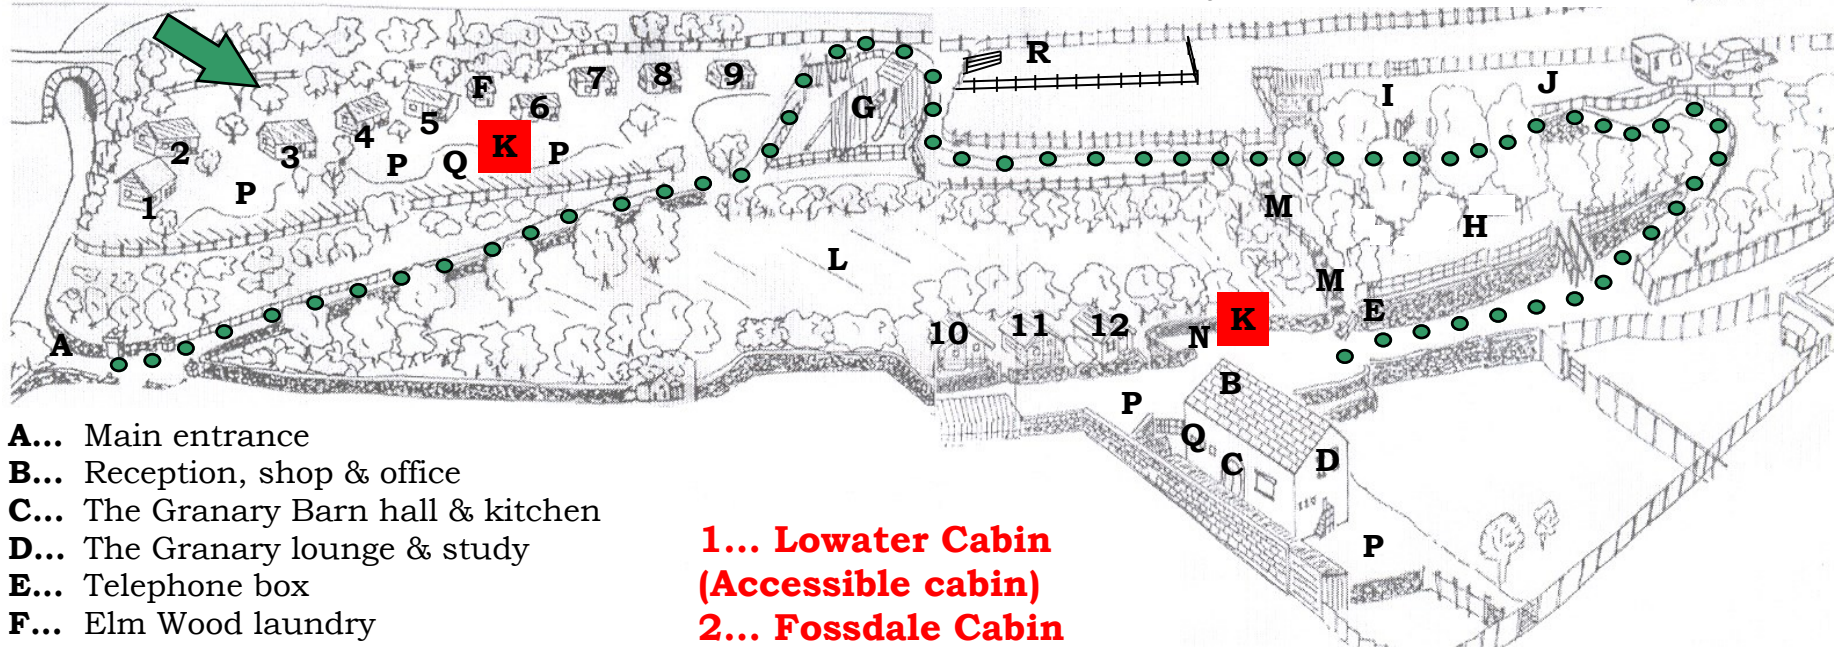 R
7 8 9
F
6
G
I
J
5
4
K
2
3
P
Q
P
1
P
M
H
L
M
E
K
N
10 11 12
A
B
P
Q
C
D
P
A... Main entrance
B... Reception, shop & office
C... The Granary Barn hall & kitchen
D... The Granary lounge & study
E... Telephone box
F... Elm Wood laundry
1... Lowater Cabin
(Accessible cabin)
2... Fossdale Cabin